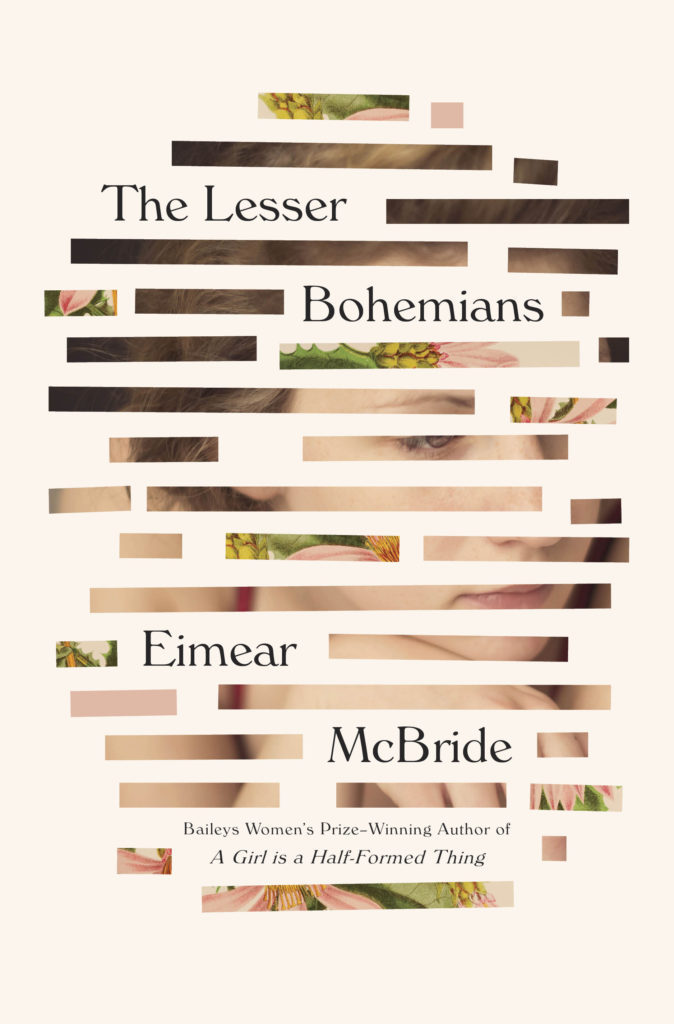 The Lesser
Bohemians
Eimear
McBride
Baileys Women's Prize–Winning Author of
A Girl is a Half-Formed Thing